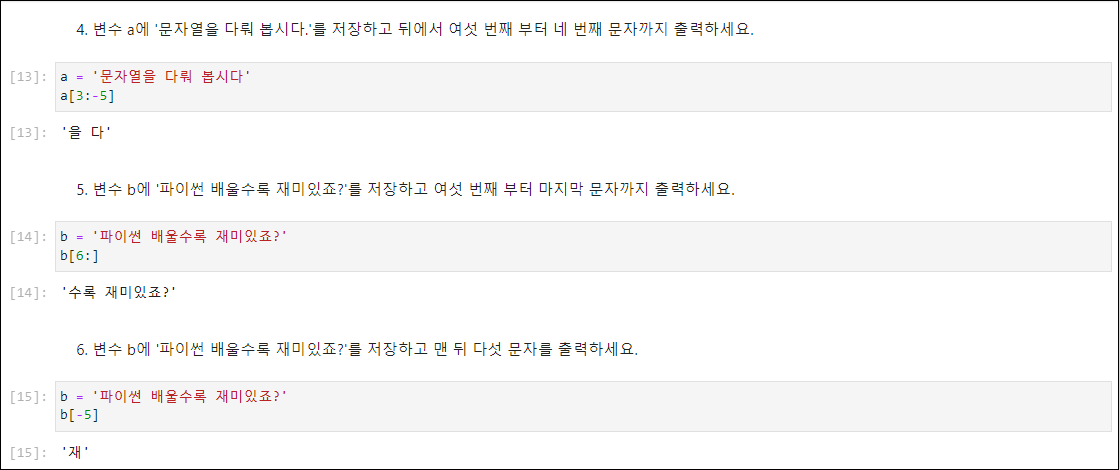 4. 변수 a에 '문자열을 다뤄 봅시다.'를 저장하고 뒤에서 여섯 번째 부터 네 번째 문자까지 출력하세요.
[13]: a = '문자열을 다뤄 봅시다'
a[3:-5]
[13]: '을 다'
5. 변수 b에 '파이썬 배울수록 재미있죠?'를 저장하고 여섯 번째 부터 마지막 문자까지 출력하세요.
[14]: b = '파이썬 배울수록 재미있죠?'
b[6:]
[14]: '수록 재미있죠?'
6. 변수 b에 '파이썬 배울수록 재미있죠?'를 저장하고 맨 뒤 다섯 문자를 출력하세요.
[15]: b = '파이썬 배울수록 재미있죠?'
b[-5]
[15]: '재'